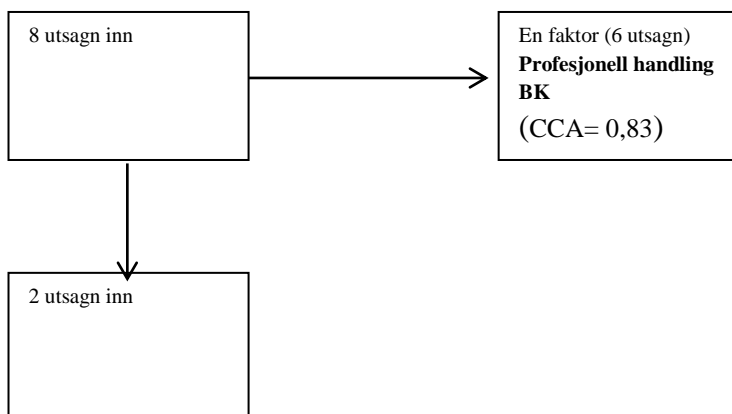 8 utsagn inn
En faktor (6 utsagn)
Profesjonell handling
BK
(CCA= 0,83)
2 utsagn inn